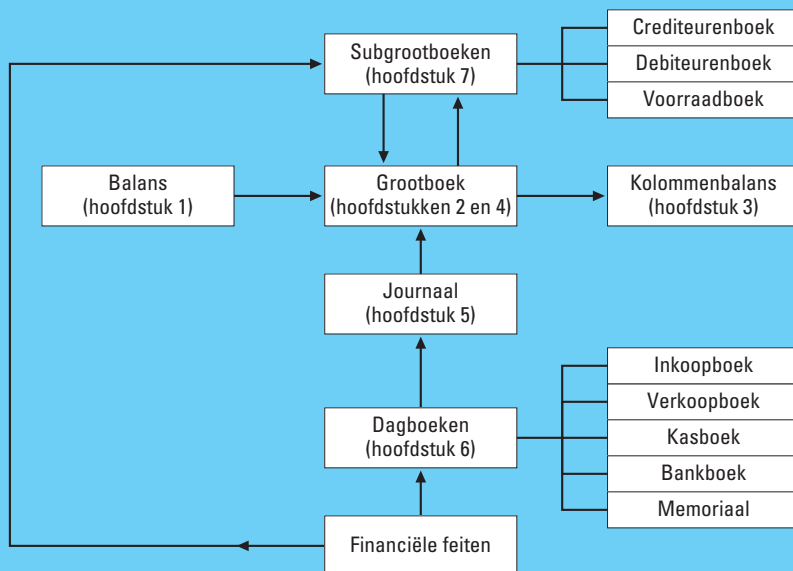 Crediteurenboek
Subgrootboeken
(hoofdstuk 7)
Debiteurenboek
Voorraadboek
Balans
(hoofdstuk 1)
Grootboek
(hoofdstukken 2 en 4)
Kolommenbalans
(hoofdstuk 3)
Journaal
(hoofdstuk 5)
Inkoopboek
Verkoopboek
Dagboeken
(hoofdstuk 6)
Kasboek
Bankboek
Memoriaal
Financiële feiten